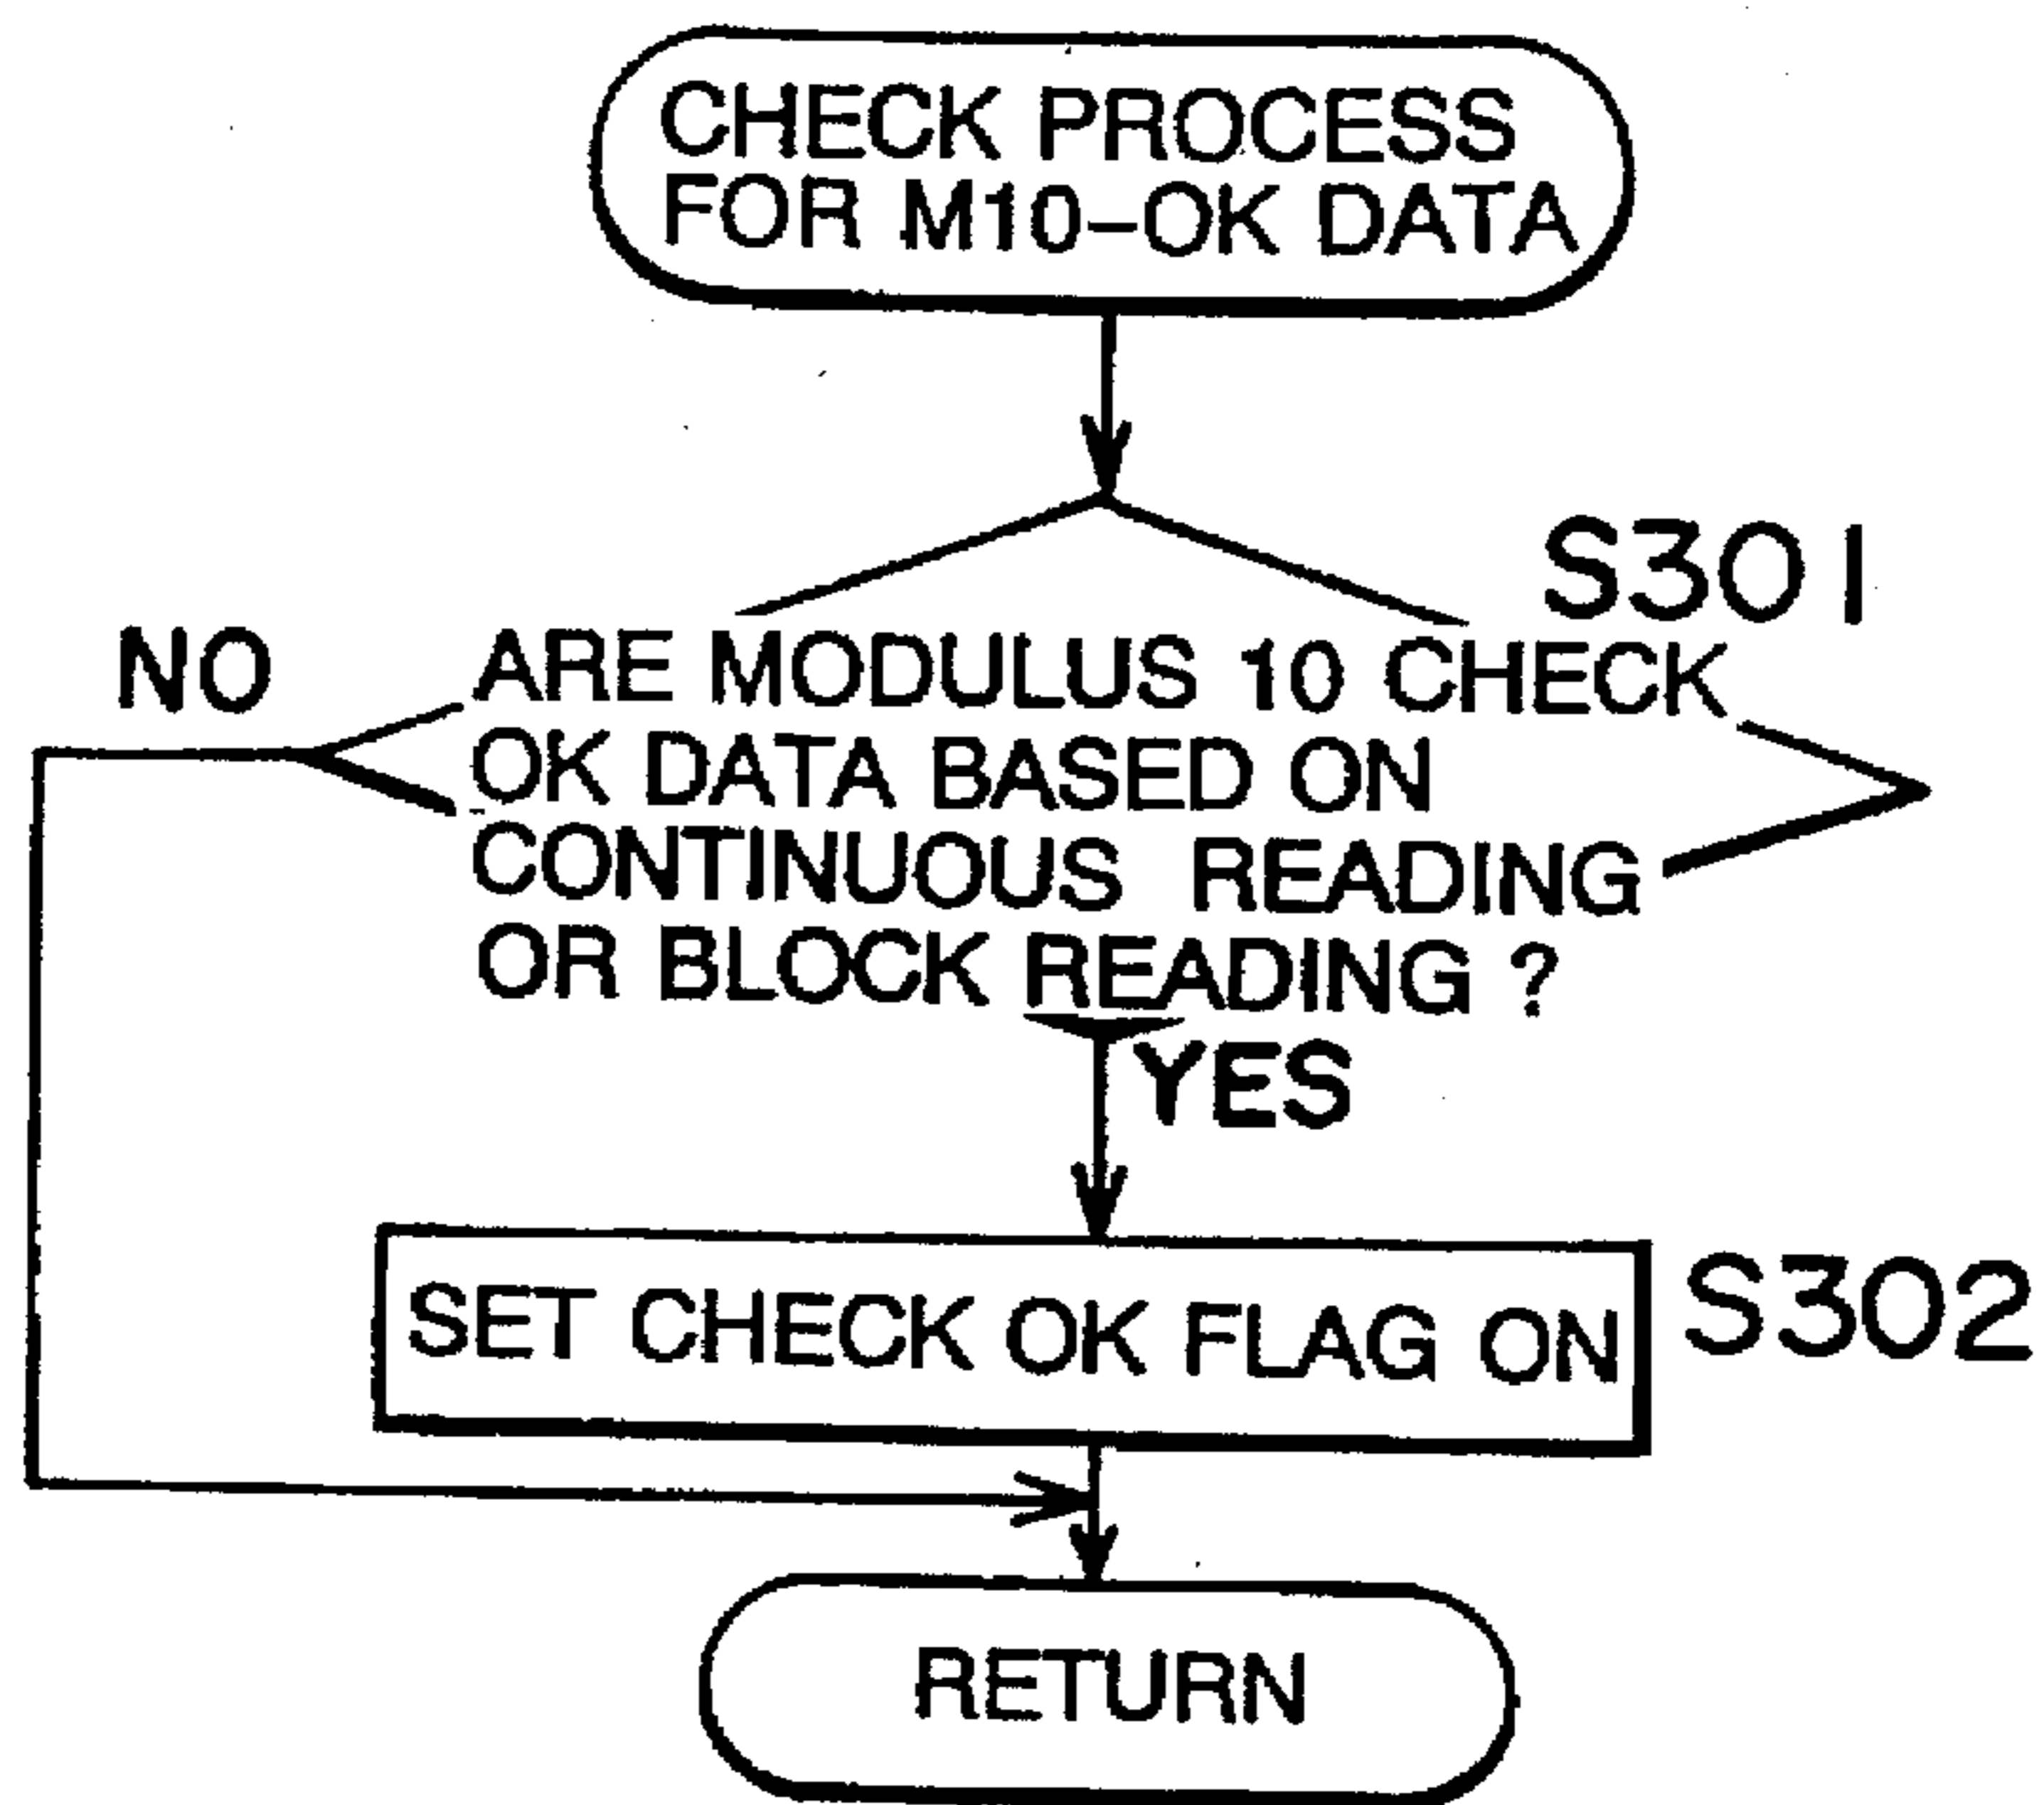 CHECK PROCESS
FOR M10-OK DATA
S301
NO
ARE MODULUS 10 CHECK
OK DATA BASED ON
CONTINUOUS READING
OR BLOCK READING ?
YES
SET CHECK OK FLAG ON
S302
RETURN